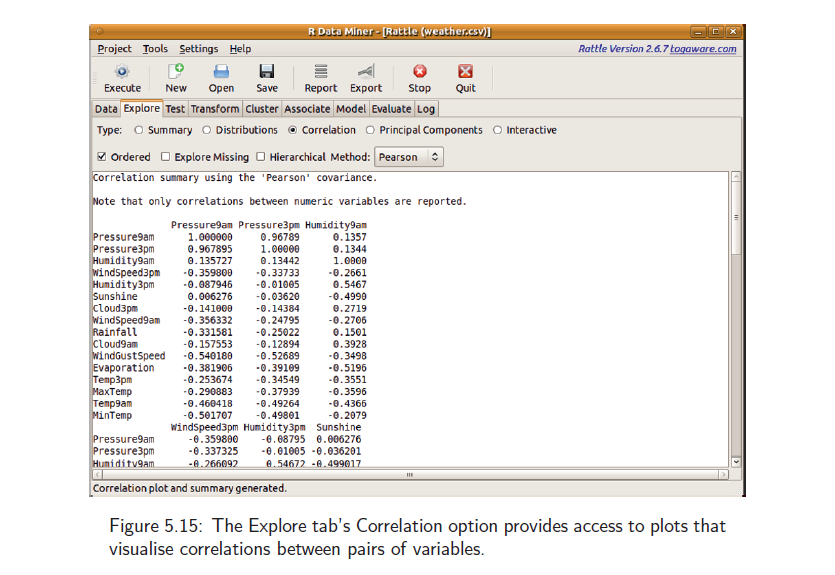 R Data Miner - [Rattle (weather.csv)]
Project Tools Settings Help Rattle Version 2.6.7 togaware.com
Execute New Open Save Report Export Stop Quit
Data Explore Test Transform Cluster Associate Model Evaluate Log
Type: Summary Distributions Correlation Principal Components Interactive
Ordered Explore Missing Hierarchical Method: Pearson
Correlation summary using the 'Pearson' covariance.
Note that only correlations between numeric variables are reported.
Pressure9am Pressure3pm Humidity9am
Pressure9am 1.000000 0.96789 0.1357
Pressure3pm 0.967895 1.00000 0.1344
Humidity9am 0.135727 0.13442 1.0000
WindSpeed3pm -0.359800 -0.33733 -0.2661
Humidity3pm -0.087946 -0.01005 0.5467
Sunshine 0.006276 -0.03620 -0.4990
Cloud3pm -0.141000 -0.14384 0.2719
WindSpeed9am -0.356332 -0.24795 -0.2706
Rainfall -0.331581 -0.25022 0.1501
Cloud9am -0.157553 -0.12894 0.3928
WindGustSpeed -0.540180 -0.52689 -0.3498
Evaporation -0.381906 -0.39109 -0.5196
Temp3pm -0.253674 -0.34549 -0.3551
MaxTemp -0.290883 -0.37939 -0.3596
Temp9am -0.460418 -0.49264 -0.4366
MinTemp -0.501707 -0.49801 -0.2079
WindSpeed3pm Humidity3pm Sunshine
Pressure9am -0.359800 -0.08795 0.006276
Pressure3pm -0.337325 -0.01005 -0.036201
Humidity9am -0.266092 0.54672 -0.499017
Correlation plot and summary generated.
Figure 5.15: The Explore tab's Correlation option provides access to plots that
visualise correlations between pairs of variables.